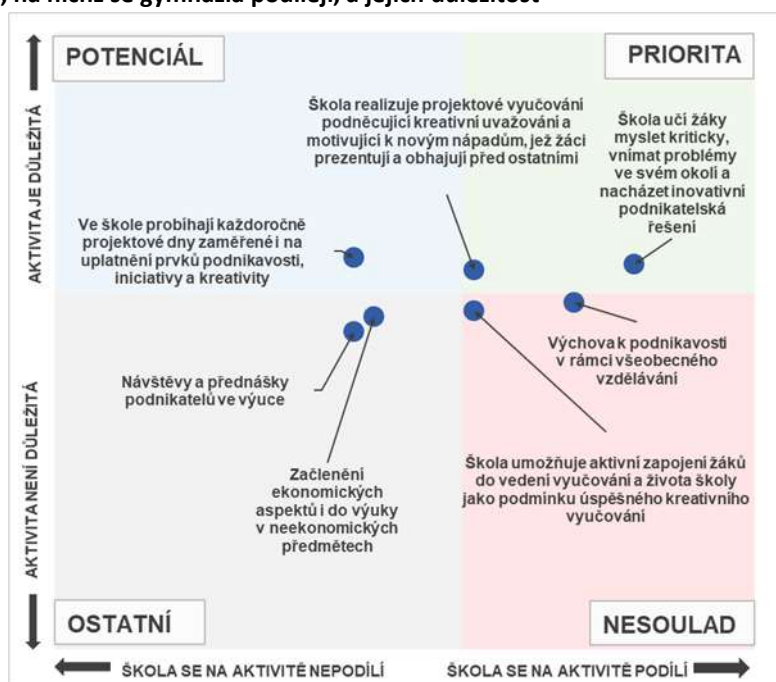 , na nichž se gymnázia podílejí, a jejich důležitost
POTENCIÁL
PRIORITA
AKTIVITA JE DŮLEŽITÁ
Škola realizuje projektové vyučování
podněcující kreativní uvažování a
motivující k novým nápadům, jež žáci
prezentují a obhajují před ostatními
Škola učí žáky
myslet kriticky,
vnímat problémy
ve svém okolí a
nacházet inovativní
podnikatelská
řešení
Ve škole probíhají každoročně
projektové dny zaměřené i na
uplatnění prvků podnikavosti,
iniciativy a kreativity
AKTIVITA NENÍ DŮLEŽITÁ
Návštěvy a přednášky
podnikatelů ve výuce
Výchova k podnikavosti
v rámci všeobecného
vzdělávání
Začlenění
ekonomických
aspektů i do výuky
v neekonomických
předmětech
Škola umožňuje aktivní zapojení žáků
do vedení vyučování a života školy
jako podmínku úspěšného kreativního
vyučování
OSTATNÍ
NESOULAD
ŠKOLA SE NA AKTIVITĚ NEPODÍLÍ
ŠKOLA SE NA AKTIVITĚ PODÍLÍ